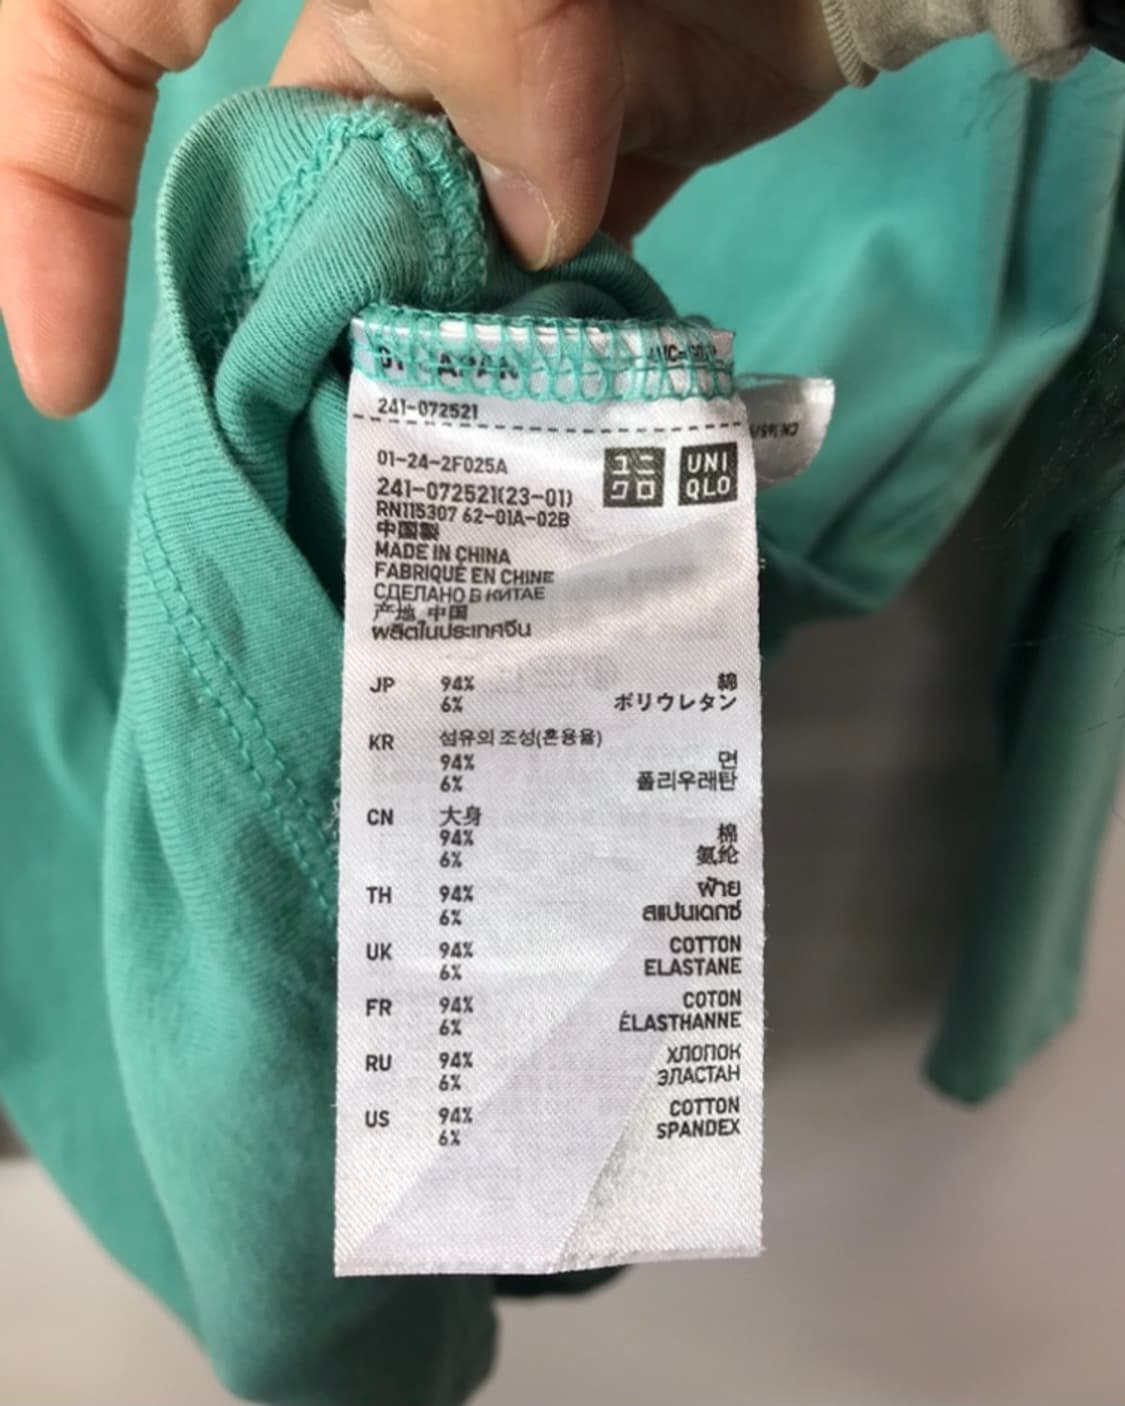 JAPAN
241-072521
01-24-2F025A
241-072521(23-01)
RN115307 62-01A-02B
ユニ
クロ
UNI
QLO
中国製
MADE IN CHINA
FABRIQUÉ EN CHINE
СДЕЛАНО В КИТАЕ
产地 中国
ผลิตในประเทศจีน
JP 94% 綿
6% ポリウレタン
KR 섬유의 조성(혼용율)
94% 면
6% 폴리우레탄
CN 大身
94% 棉
6% 氨纶
TH 94% ฝ้าย
6% สแปนเดกซ์
UK 94% COTTON
6% ELASTANE
FR 94% COTON
6% ÉLASTHANNE
RU 94% ХЛОПОК
6% ЭЛАСТАН
US 94% COTTON
6% SPANDEX